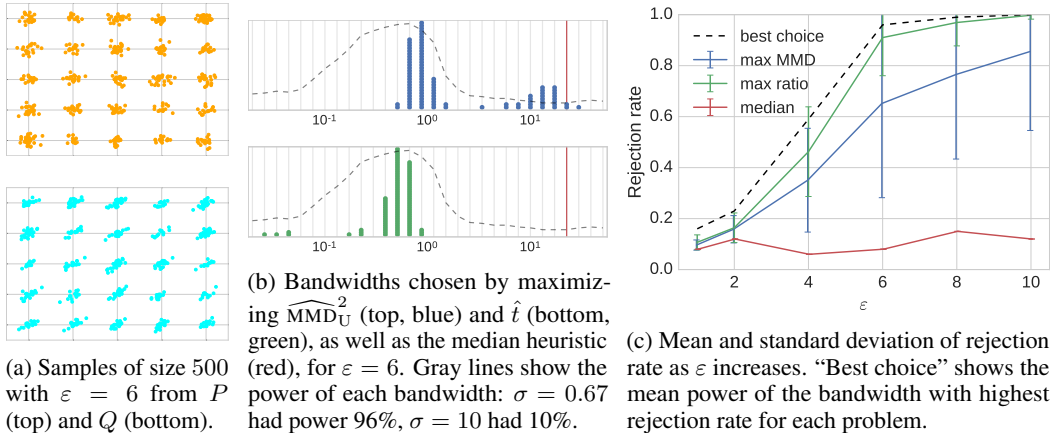 10⁻¹ 10⁰ 10¹
10⁻¹ 10⁰ 10¹
(a) Samples of size 500
with ε = 6 from P
(top) and Q (bottom).
(b) Bandwidths chosen by maximiz-
ing $\widehat{\mathrm{MMD}}_{\mathrm{U}}^{2}$ (top, blue) and $\hat{t}$ (bottom,
green), as well as the median heuristic
(red), for ε = 6. Gray lines show the
power of each bandwidth: σ = 0.67
had power 96%, σ = 10 had 10%.
1.0
0.8
0.6
0.4
0.2
0.0
Rejection rate
best choice
max MMD
max ratio
median
2 4 6 8 10
ε
(c) Mean and standard deviation of rejection
rate as ε increases. “Best choice” shows the
mean power of the bandwidth with highest
rejection rate for each problem.